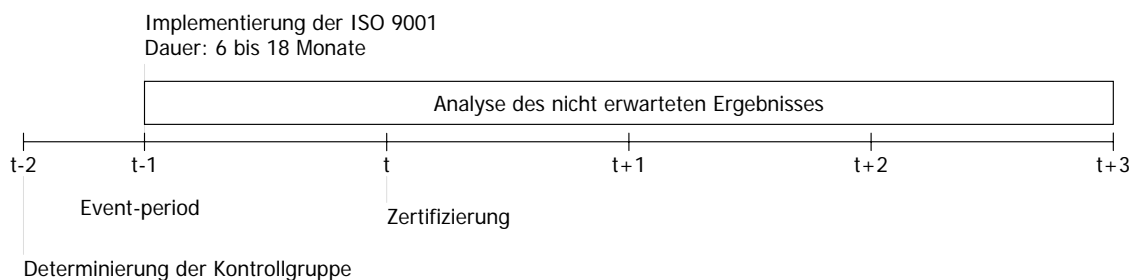 Implementierung der ISO 9001
Dauer: 6 bis 18 Monate
Analyse des nicht erwarteten Ergebnisses
t-2 t-1 t t+1 t+2 t+3
Event-period
Zertifizierung
Determinierung der Kontrollgruppe